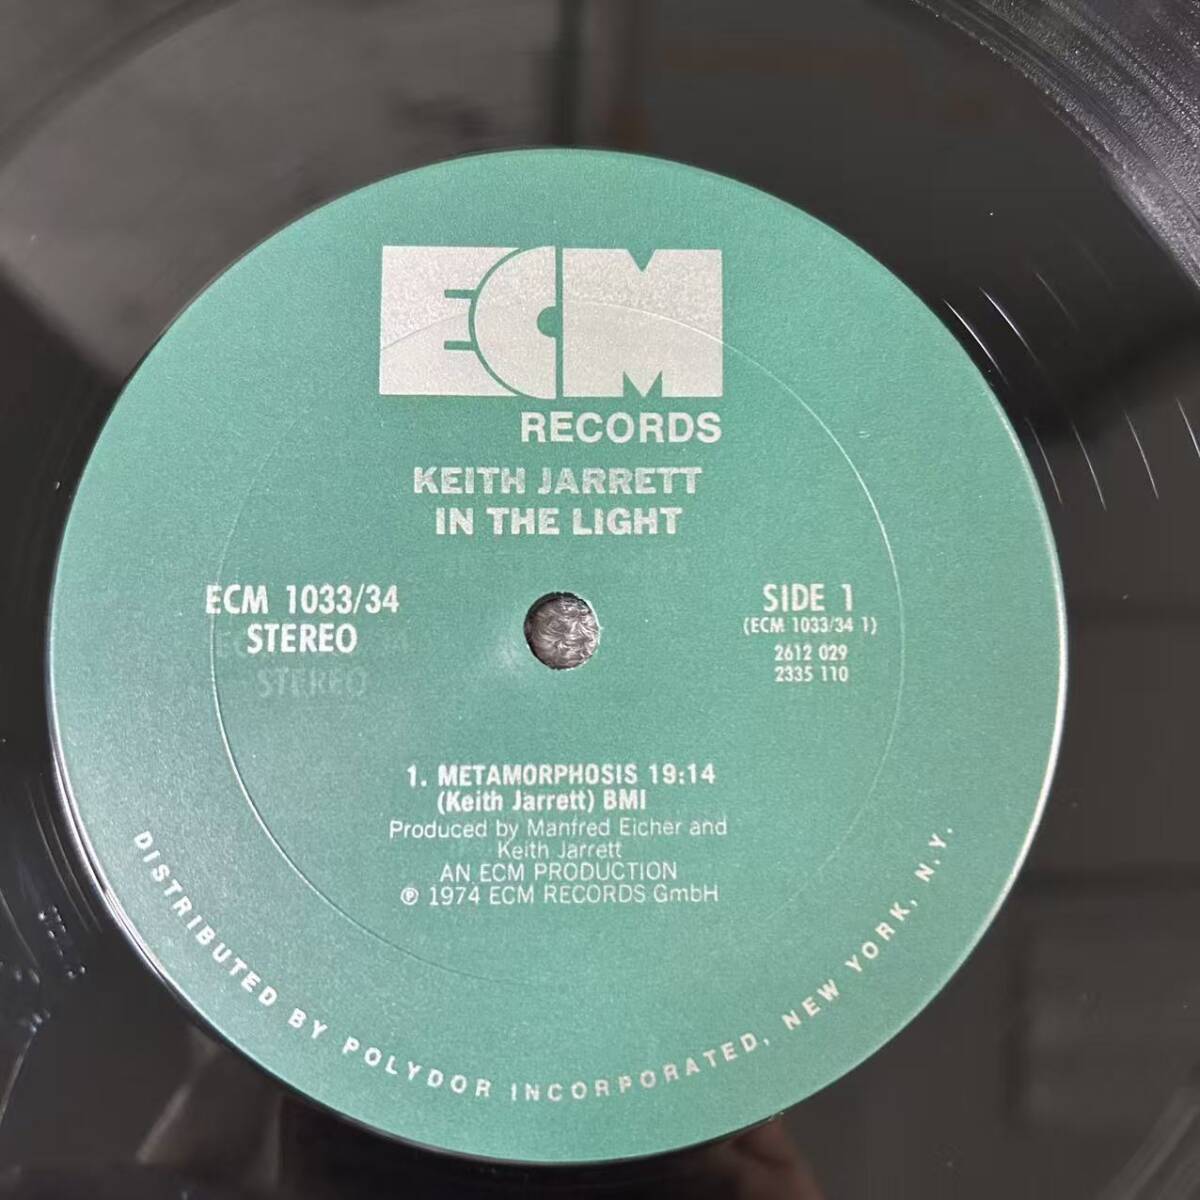 ECM
RECORDS
KEITH JARRETT
IN THE LIGHT
ECM 1033/34
STEREO
SIDE 1
(ECM 1033/34 1)
2612 029
2335 110
1. METAMORPHOSIS 19:14
(Keith Jarrett) BMI
Produced by Manfred Eicher and
Keith Jarrett
AN ECM PRODUCTION
℗ 1974 ECM RECORDS GmbH
DISTRIBUTED BY POLYDOR INCORPORATED, NEW YORK, N.Y.